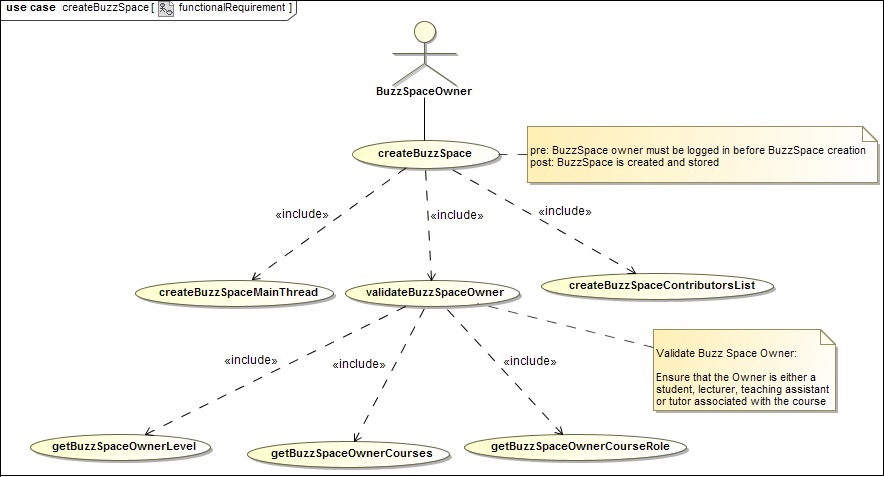 use case createBuzzSpace [ functionalRequirement ]
BuzzSpaceOwner
createBuzzSpace
pre: BuzzSpace owner must be logged in before BuzzSpace creation
post: BuzzSpace is created and stored
«include»
«include»
«include»
createBuzzSpaceMainThread
validateBuzzSpaceOwner
createBuzzSpaceContributorsList
Validate Buzz Space Owner:
Ensure that the Owner is either a
student, lecturer, teaching assistant
or tutor associated with the course
«include»
«include»
«include»
getBuzzSpaceOwnerLevel
getBuzzSpaceOwnerCourses
getBuzzSpaceOwnerCourseRole